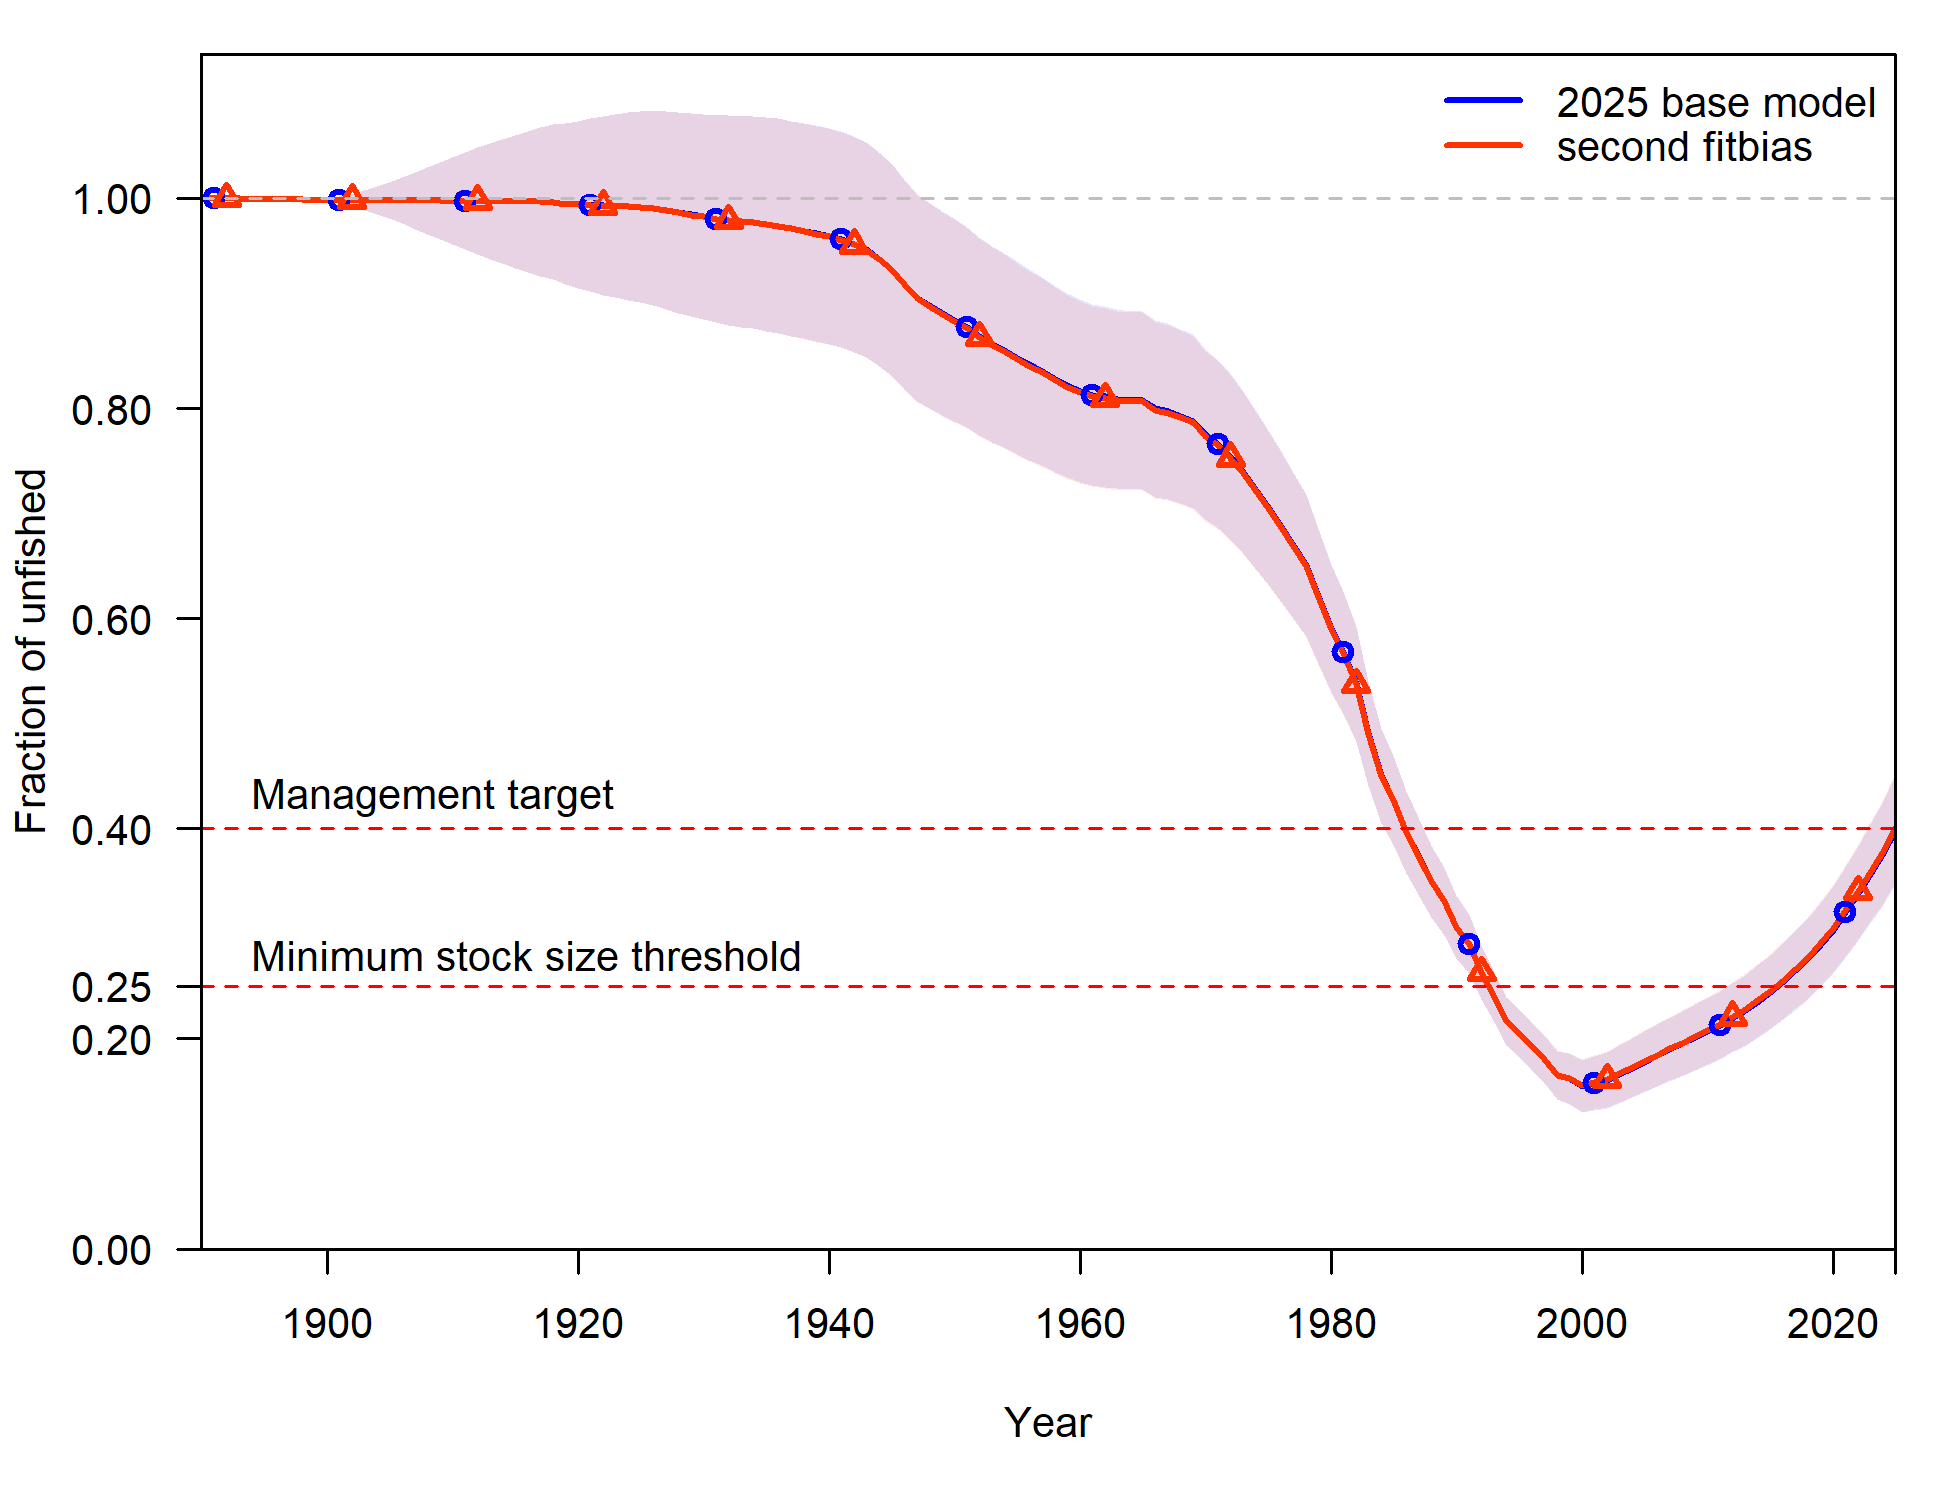 2025 base model
second fitbias
Fraction of unfished
1.00
0.80
0.60
0.40
0.25
0.20
0.00
Management target
Minimum stock size threshold
1900
1920
1940
1960
1980
2000
2020
Year